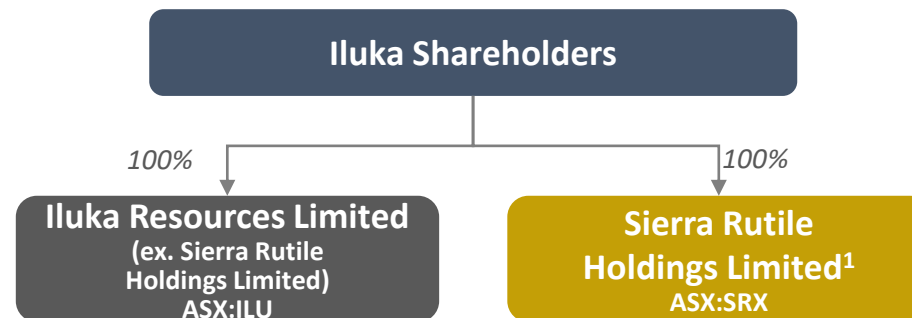 Iluka Shareholders
100%
100%
Iluka Resources Limited
(ex. Sierra Rutile
Holdings Limited)
ASX:ILU
Sierra Rutile
Holdings Limited¹
ASX:SRX